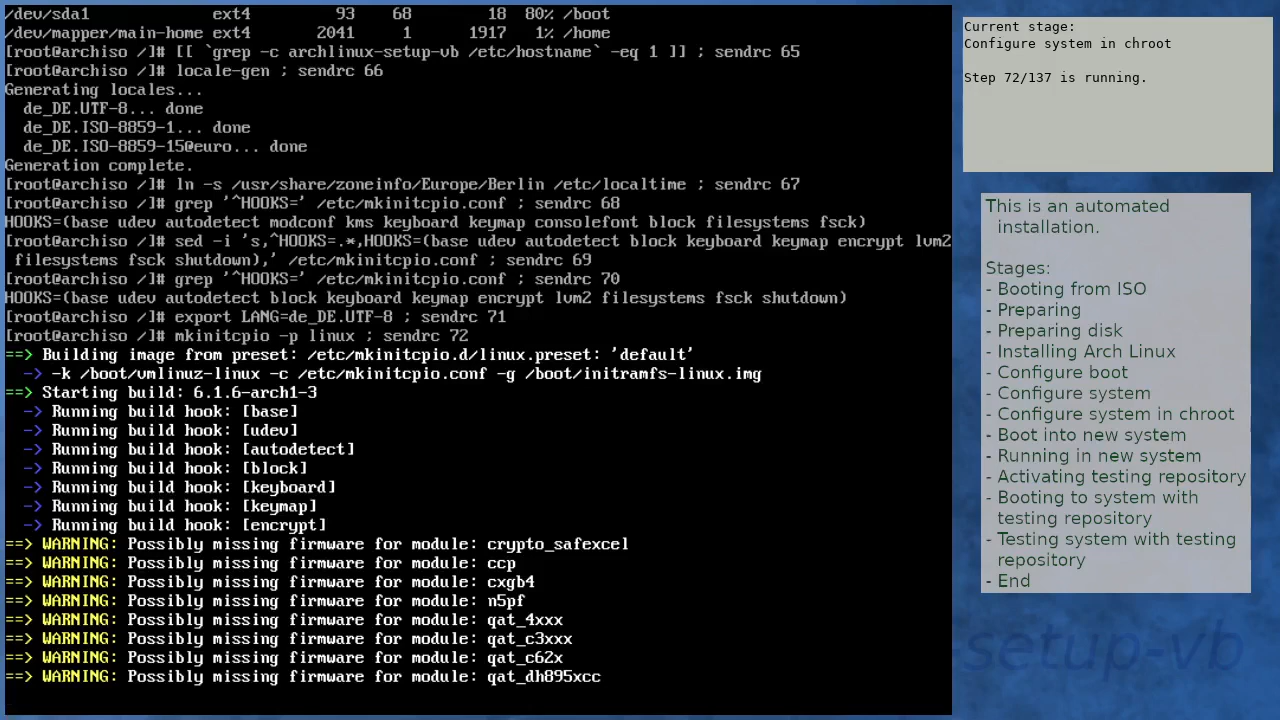 /dev/sda1             ext4         93    68        18  80% /boot
/dev/mapper/main-home ext4       2041     1      1917   1% /home
[root@archiso /]# [[ `grep -c archlinux-setup-vb /etc/hostname` -eq 1 ]] ; sendrc 65
[root@archiso /]# locale-gen ; sendrc 66
Generating locales...
  de_DE.UTF-8... done
  de_DE.ISO-8859-1... done
  de_DE.ISO-8859-15@euro... done
Generation complete.
[root@archiso /]# ln -s /usr/share/zoneinfo/Europe/Berlin /etc/localtime ; sendrc 67
[root@archiso /]# grep '^HOOKS=' /etc/mkinitcpio.conf ; sendrc 68
HOOKS=(base udev autodetect modconf kms keyboard keymap consolefont block filesystems fsck)
[root@archiso /]# sed -i 's,^HOOKS=.*,HOOKS=(base udev autodetect block keyboard keymap encrypt lvm2
 filesystems fsck shutdown),' /etc/mkinitcpio.conf ; sendrc 69
[root@archiso /]# grep '^HOOKS=' /etc/mkinitcpio.conf ; sendrc 70
HOOKS=(base udev autodetect block keyboard keymap encrypt lvm2 filesystems fsck shutdown)
[root@archiso /]# export LANG=de_DE.UTF-8 ; sendrc 71
[root@archiso /]# mkinitcpio -p linux ; sendrc 72
==> Building image from preset: /etc/mkinitcpio.d/linux.preset: 'default'
  -> -k /boot/vmlinuz-linux -c /etc/mkinitcpio.conf -g /boot/initramfs-linux.img
==> Starting build: 6.1.6-arch1-3
  -> Running build hook: [base]
  -> Running build hook: [udev]
  -> Running build hook: [autodetect]
  -> Running build hook: [block]
  -> Running build hook: [keyboard]
  -> Running build hook: [keymap]
  -> Running build hook: [encrypt]
==> WARNING: Possibly missing firmware for module: crypto_safexcel
==> WARNING: Possibly missing firmware for module: ccp
==> WARNING: Possibly missing firmware for module: cxgb4
==> WARNING: Possibly missing firmware for module: n5pf
==> WARNING: Possibly missing firmware for module: qat_4xxx
==> WARNING: Possibly missing firmware for module: qat_c3xxx
==> WARNING: Possibly missing firmware for module: qat_c62x
==> WARNING: Possibly missing firmware for module: qat_dh895xcc
Current stage:
Configure system in chroot
Step 72/137 is running.
This is an automated
installation.
Stages:
- Booting from ISO
- Preparing
- Preparing disk
- Installing Arch Linux
- Configure boot
- Configure system
- Configure system in chroot
- Boot into new system
- Running in new system
- Activating testing repository
- Booting to system with
testing repository
- Testing system with testing
repository
- End
-setup-vb